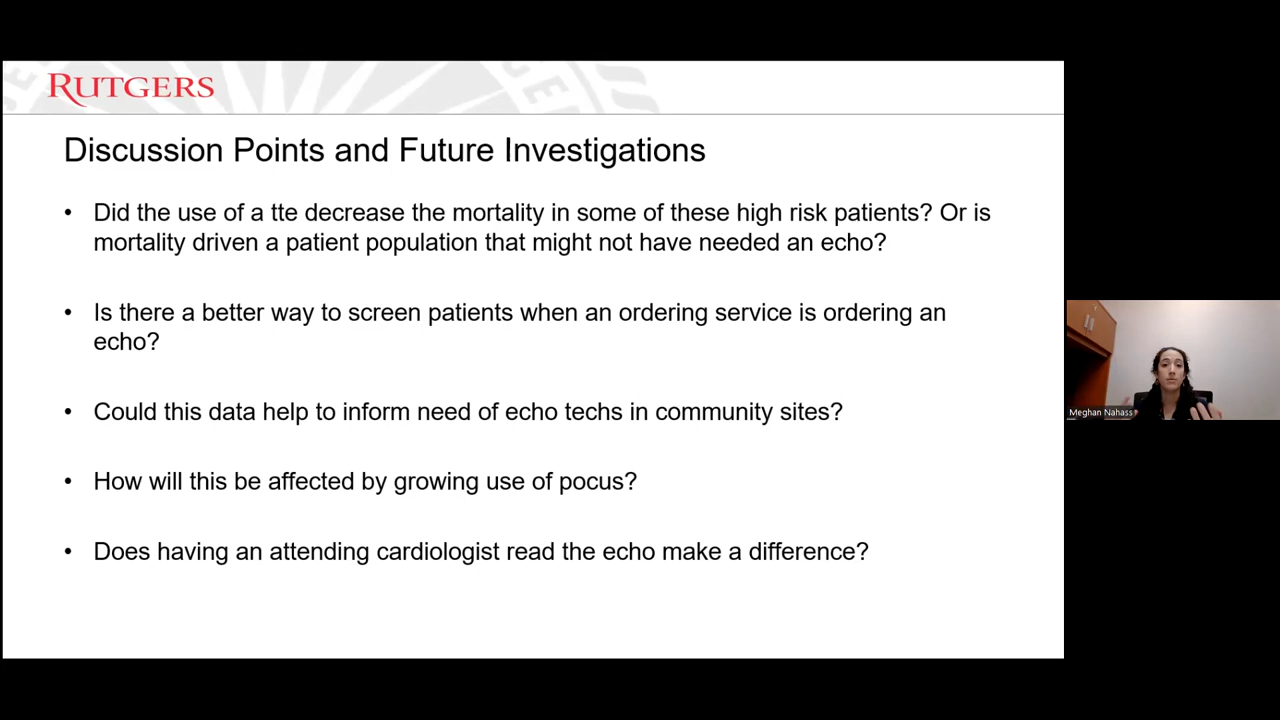 RUTGERS
Discussion Points and Future Investigations
• Did the use of a tte decrease the mortality in some of these high risk patients? Or is
mortality driven a patient population that might not have needed an echo?
• Is there a better way to screen patients when an ordering service is ordering an
echo?
• Could this data help to inform need of echo techs in community sites?
• How will this be affected by growing use of pocus?
• Does having an attending cardiologist read the echo make a difference?
Meghan Nahass